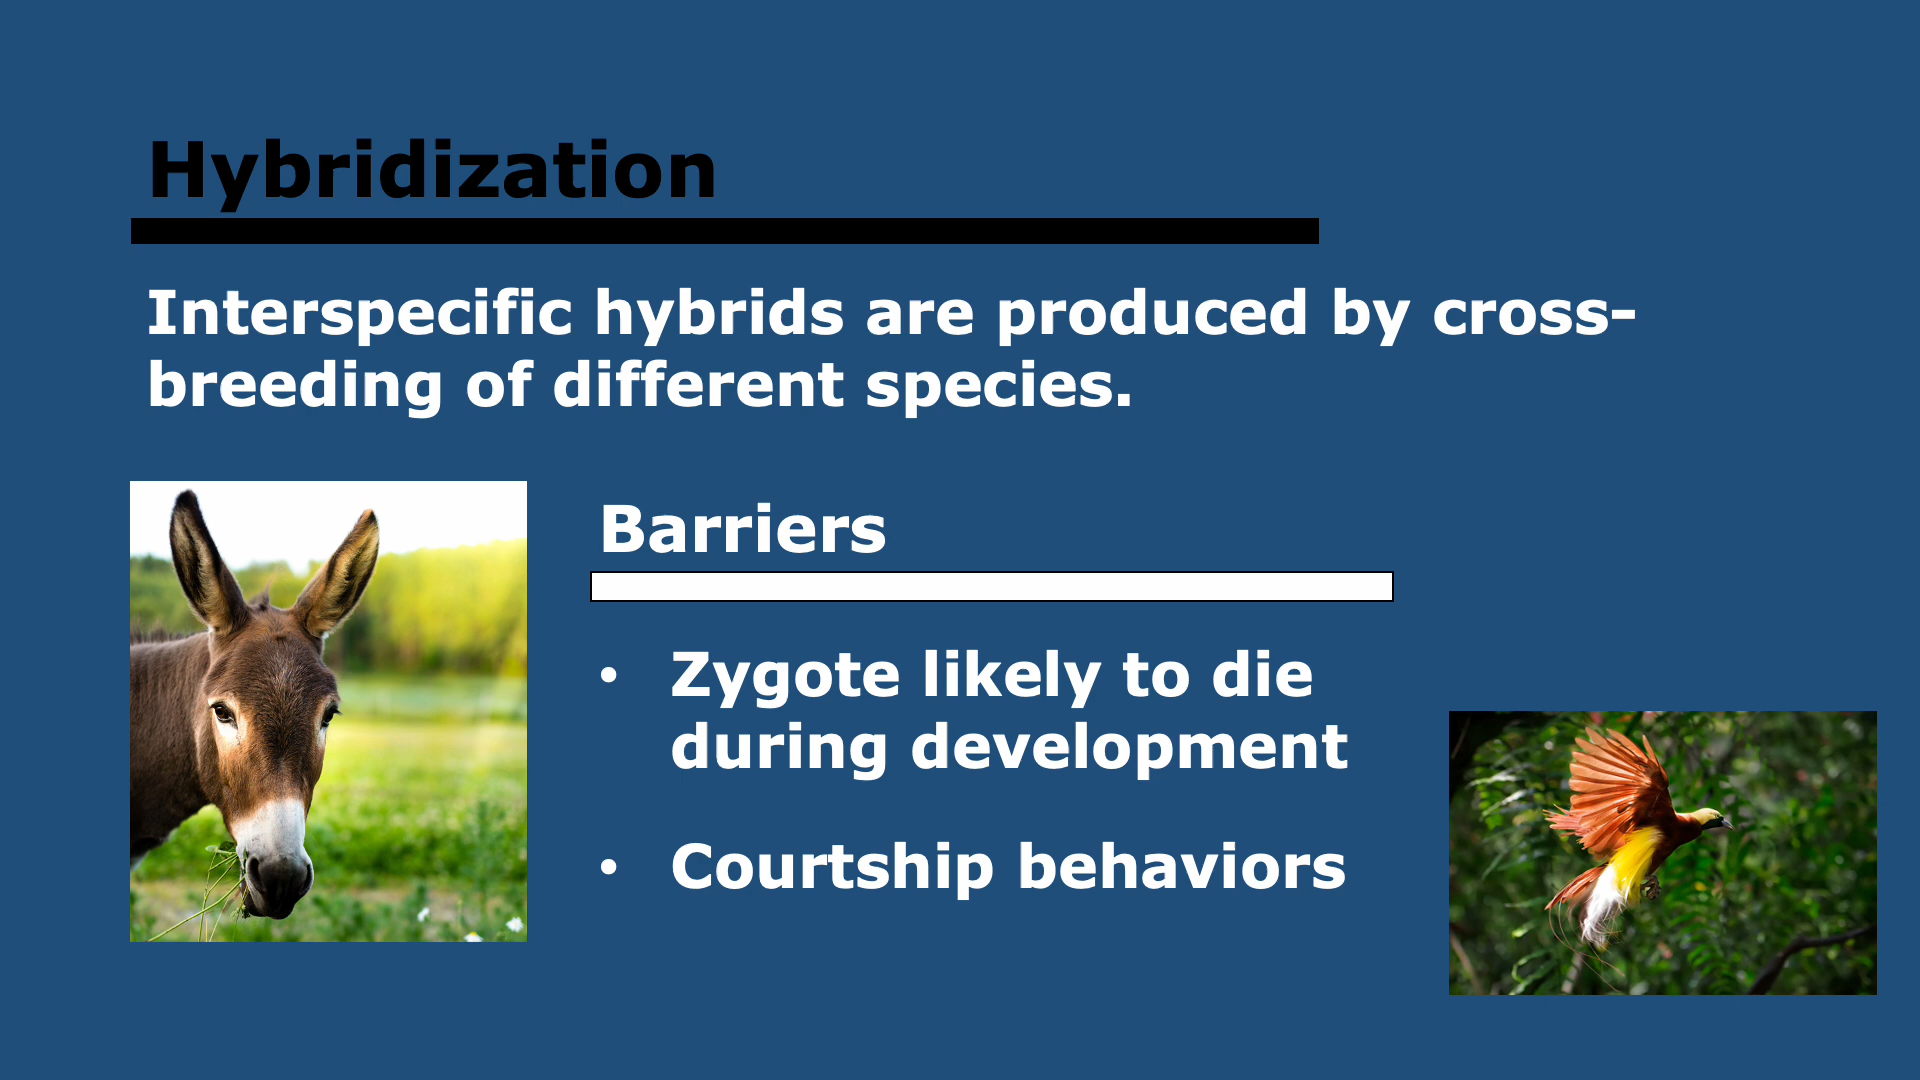 Hybridization
Interspecific hybrids are produced by cross-
breeding of different species.
Barriers
• Zygote likely to die
during development
• Courtship behaviors